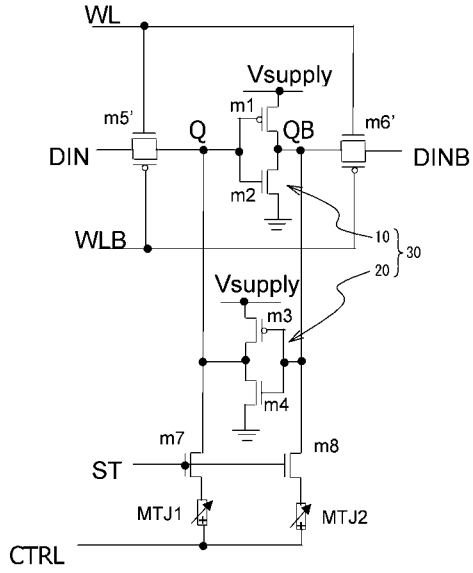 WL
Vsupply
m5'
m1
m6'
Q
QB
DIN
DINB
m2
10
30
WLB
20
Vsupply
m3
m4
m7
m8
ST
MTJ1
MTJ2
CTRL